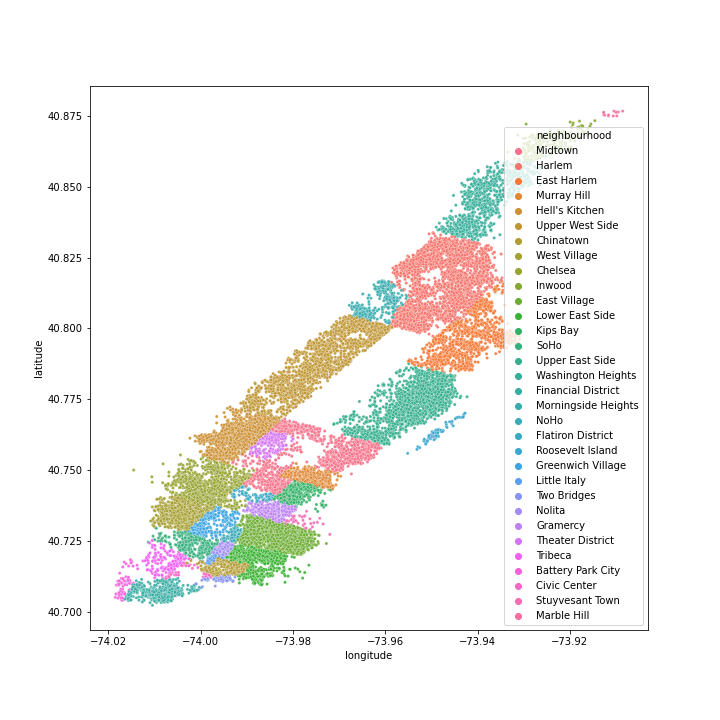 40.875
40.850
40.825
40.800
40.775
40.750
40.725
40.700
latitude
−74.02
−74.00
−73.98
−73.96
−73.94
−73.92
longitude
neighbourhood
Midtown
Harlem
East Harlem
Murray Hill
Hell's Kitchen
Upper West Side
Chinatown
West Village
Chelsea
Inwood
East Village
Lower East Side
Kips Bay
SoHo
Upper East Side
Washington Heights
Financial District
Morningside Heights
NoHo
Flatiron District
Roosevelt Island
Greenwich Village
Little Italy
Two Bridges
Nolita
Gramercy
Theater District
Tribeca
Battery Park City
Civic Center
Stuyvesant Town
Marble Hill